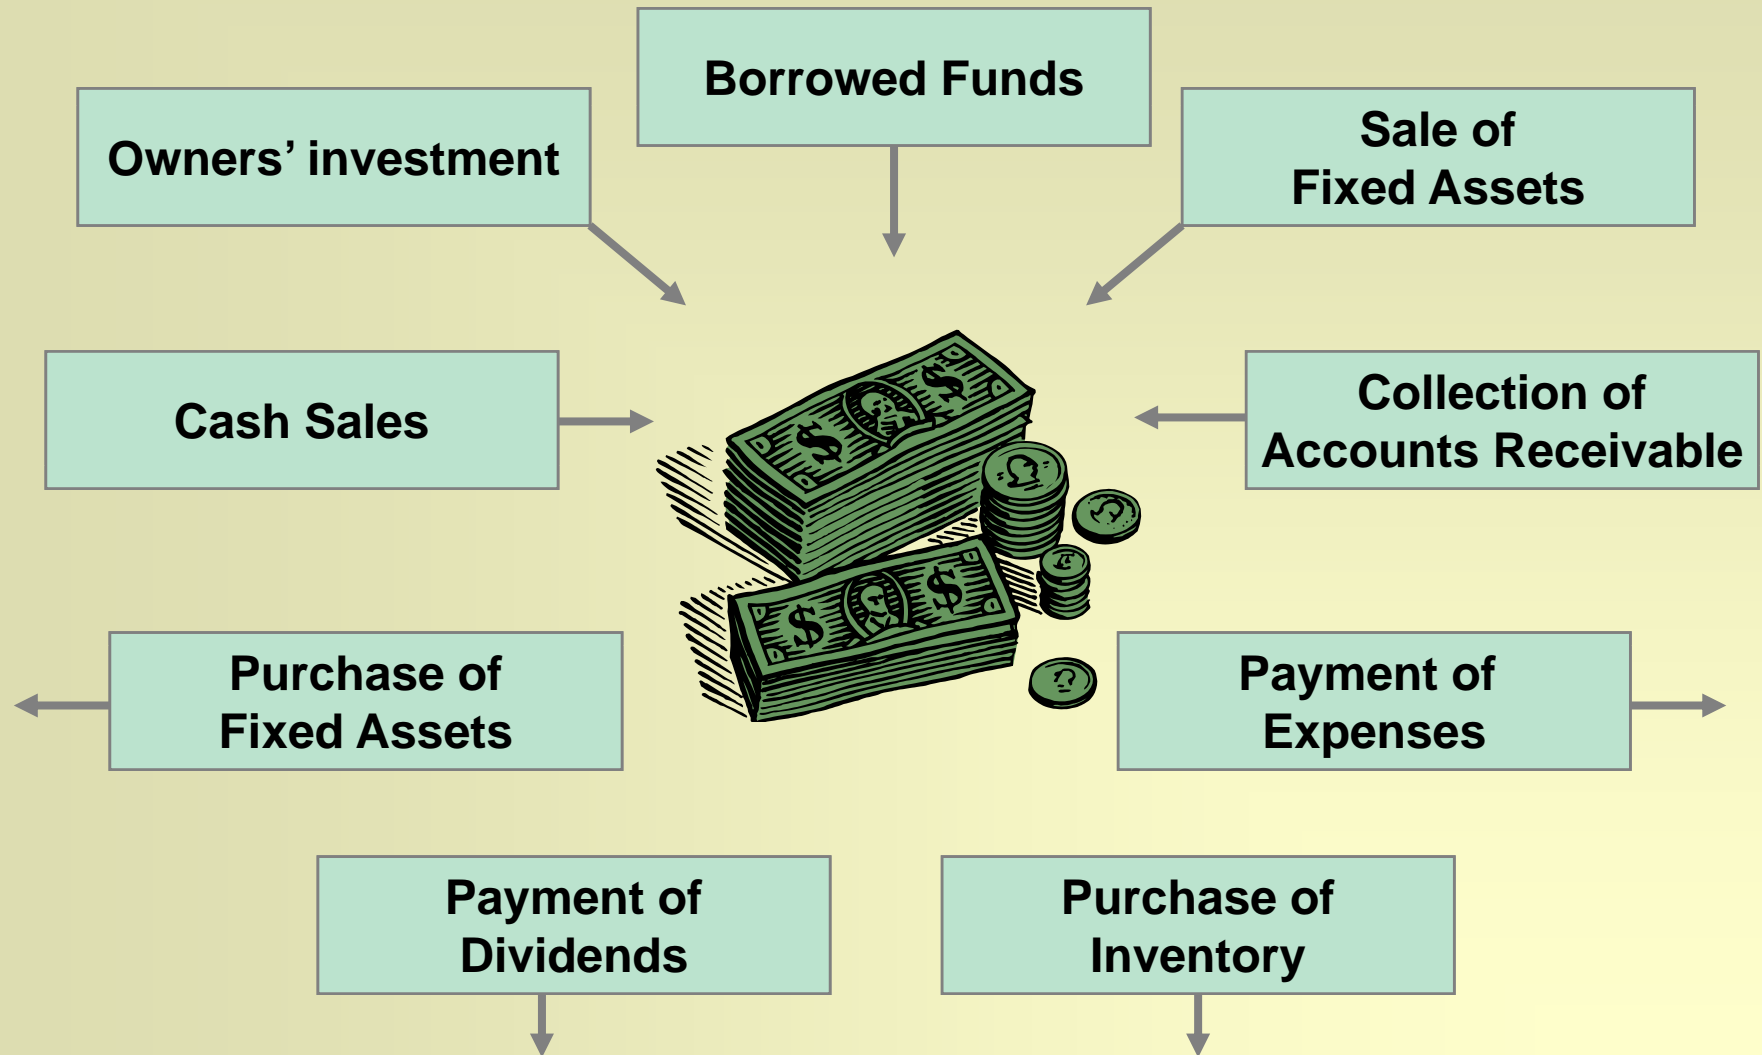 Borrowed Funds
Owners’ investment
Sale of
Fixed Assets
Cash Sales
Collection of
Accounts Receivable
$
$
$
$
Purchase of
Fixed Assets
Payment of
Expenses
Payment of
Dividends
Purchase of
Inventory